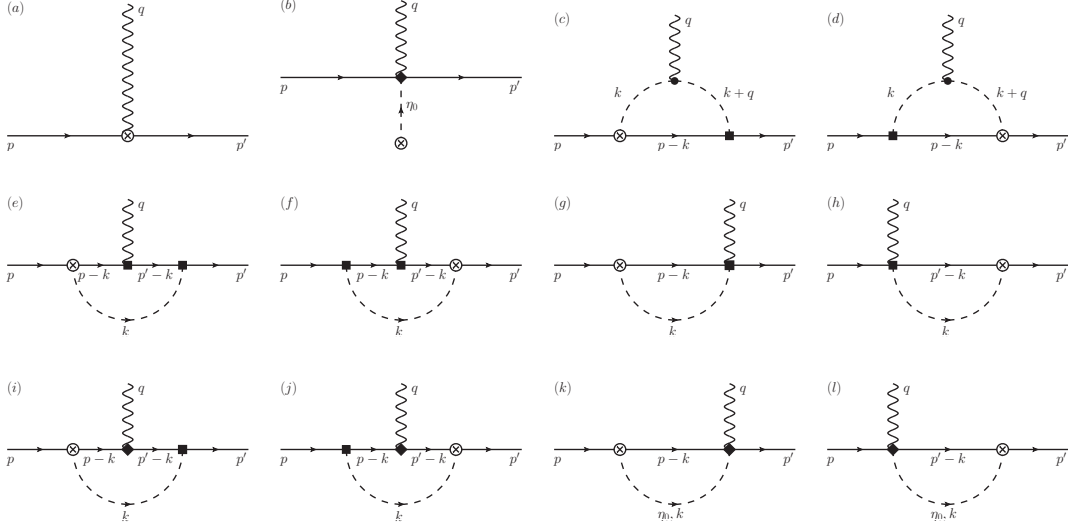 (a) q
p p′
(b) q
p p′
η₀
(c) q
k k + q
p p − k p′
(d) q
k k + q
p p − k p′
(e) q
p p − k p′ − k p′
k
(f) q
p p − k p′ − k p′
k
(g) q
p p − k p′
k
(h) q
p p′ − k p′
k
(i) q
p p − k p′ − k p′
k
(j) q
p p − k p′ − k p′
k
(k) q
p p − k p′
η₀, k
(l) q
p p′ − k p′
η₀, k